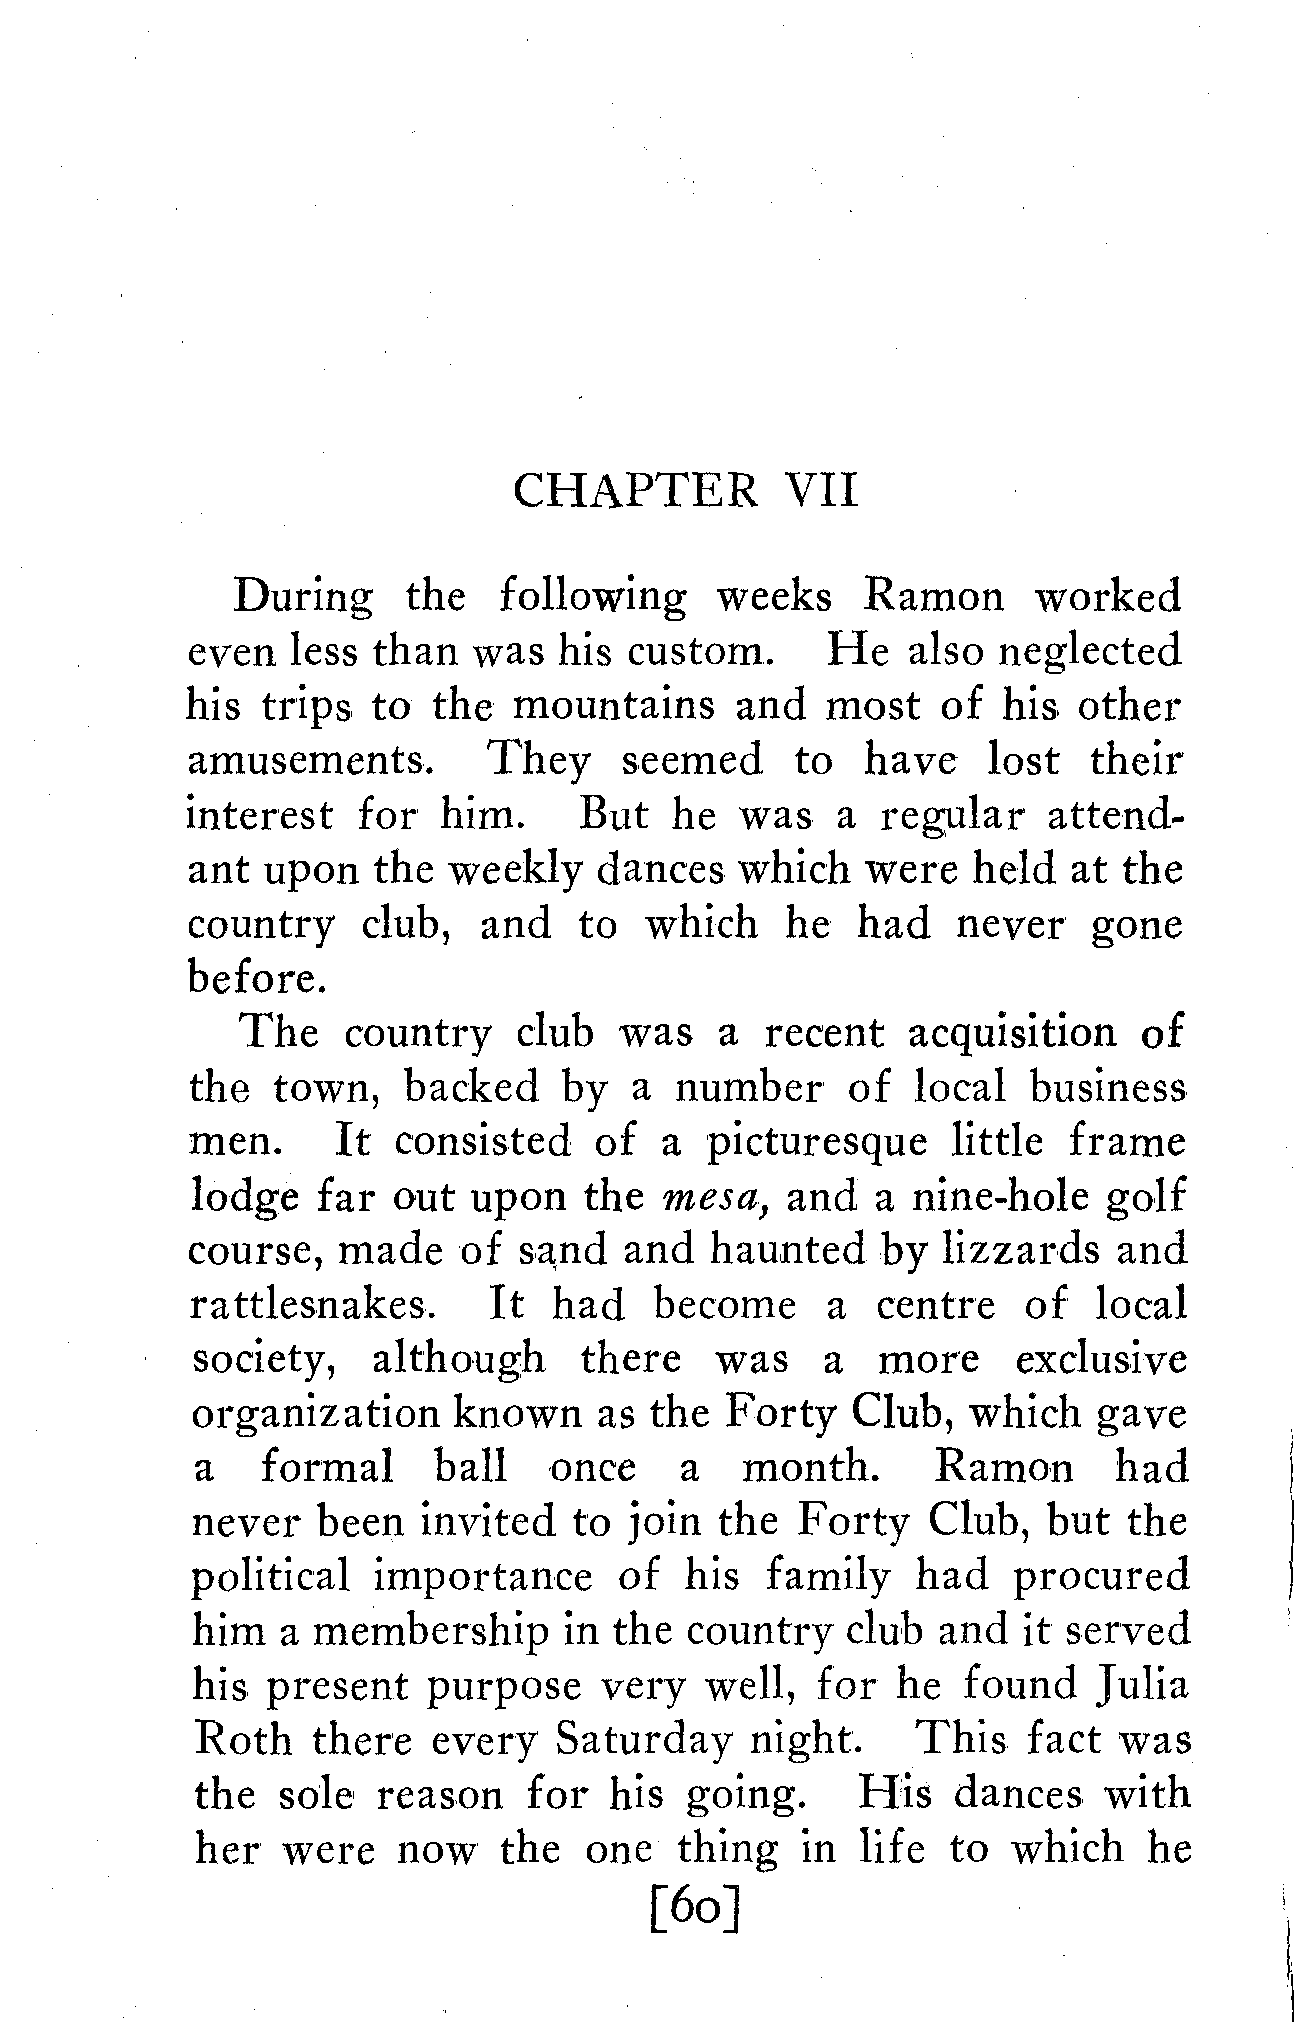 CHAPTER VII
During the following weeks Ramon worked
even less than was his custom. He also neglected
his trips to the mountains and most of his other
amusements. They seemed to have lost their
interest for him. But he was a regular attend-
ant upon the weekly dances which were held at the
country club, and to which he had never gone
before.
The country club was a recent acquisition of
the town, backed by a number of local business
men. It consisted of a picturesque little frame
lodge far out upon the mesa, and a nine-hole golf
course, made of sand and haunted by lizzards and
rattlesnakes. It had become a centre of local
society, although there was a more exclusive
organization known as the Forty Club, which gave
a formal ball once a month. Ramon had
never been invited to join the Forty Club, but the
political importance of his family had procured
him a membership in the country club and it served
his present purpose very well, for he found Julia
Roth there every Saturday night. This fact was
the sole reason for his going. His dances with
her were now the one thing in life to which he
[60]